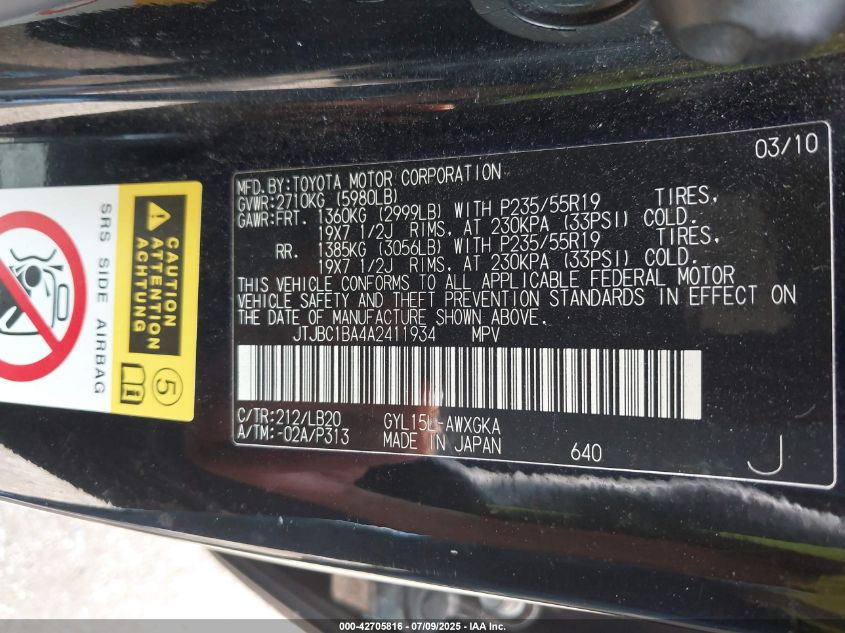 03/10
MFD.BY:TOYOTA MOTOR CORPORATION
GVWR:2710KG (5980LB)
GAWR:FRT. 1360KG (2999LB) WITH P235/55R19 TIRES,
19X7 1/2J RIMS, AT 230KPA (33PSI) COLD.
RR. 1385KG (3056LB) WITH P235/55R19 TIRES,
19X7 1/2J RIMS, AT 230KPA (33PSI) COLD.
THIS VEHICLE CONFORMS TO ALL APPLICABLE FEDERAL MOTOR
VEHICLE SAFETY AND THEFT PREVENTION STANDARDS IN EFFECT ON
THE DATE OF MANUFACTURE SHOWN ABOVE.
JTJBC1BA4A2411934 MPV
C/TR:212/LB20 GYL15L-AWXGKA
A/TM:-02A/P313 MADE IN JAPAN
640
J
SRS SIDE AIRBAG
CAUTION
ATTENTION
ACHTUNG
5
000-42705816 - 07/09/2025 - IAA Inc.